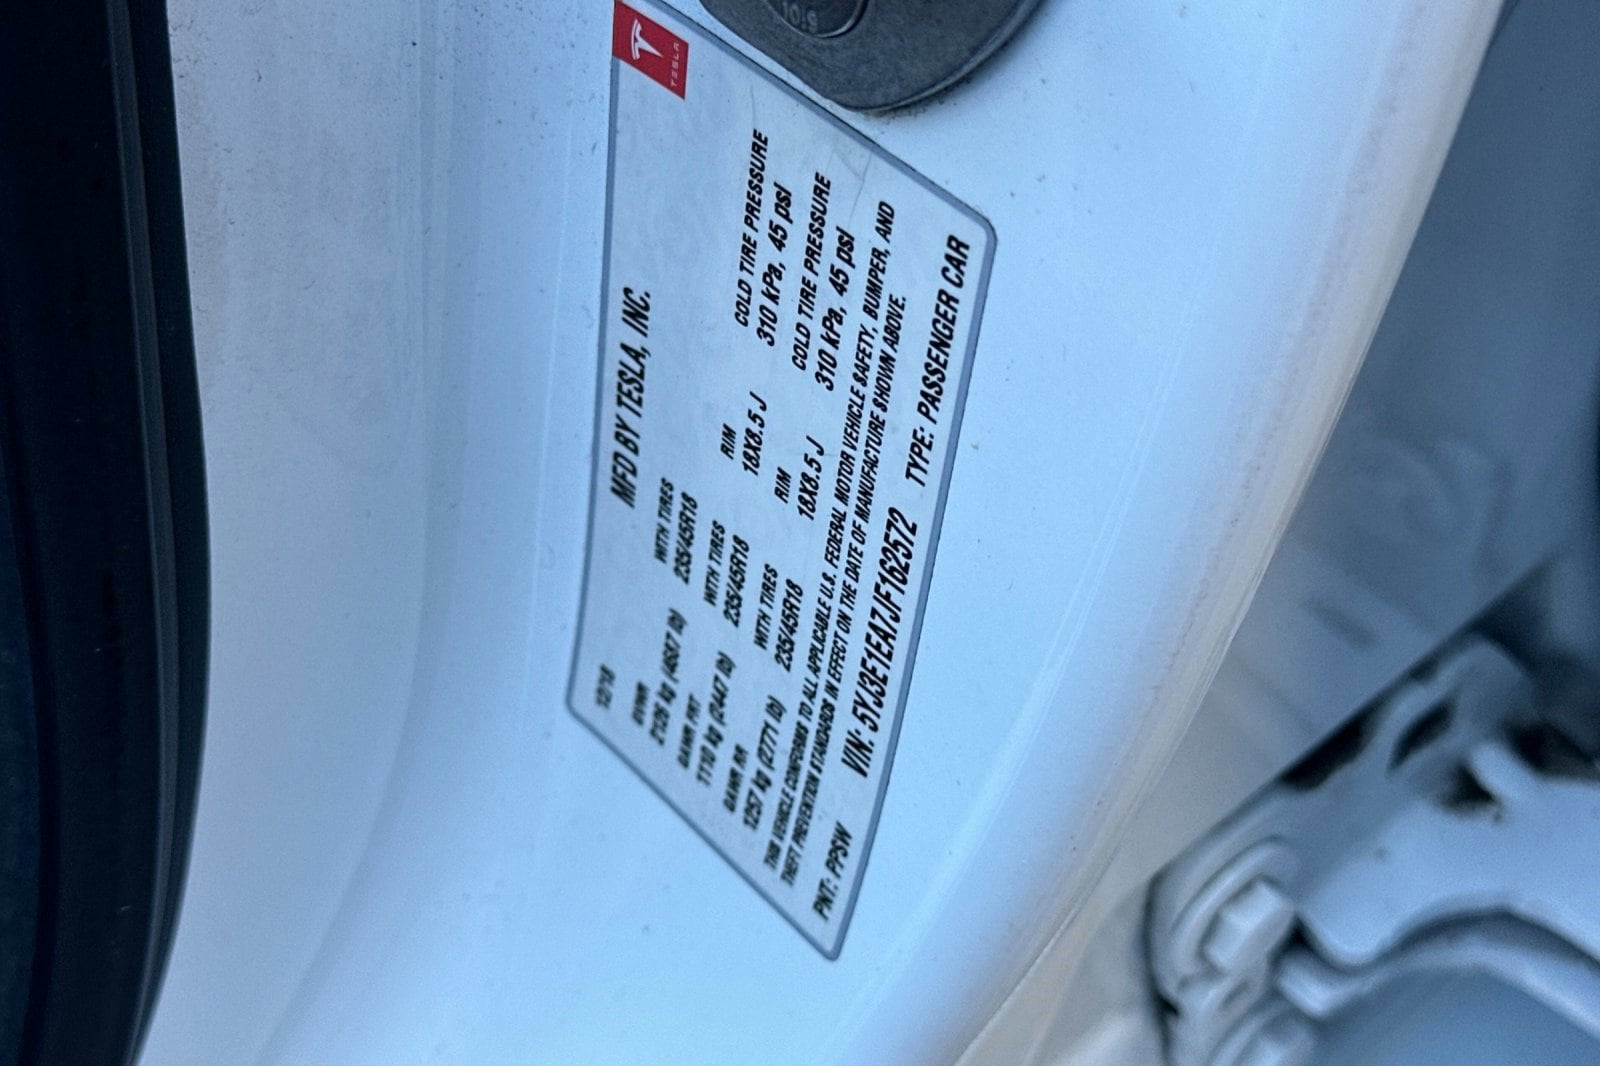 TESLA
12/18 MFD BY TESLA, INC.
GVWR WITH TIRES RIM COLD TIRE PRESSURE
2126 kg (4687 lb) 235/45R18 18X8.5 J 310 kPa, 45 psi
GAWR FRT WITH TIRES RIM COLD TIRE PRESSURE
1110 kg (2447 lb) 235/45R18 18X8.5 J 310 kPa, 45 psi
GAWR RR WITH TIRES
1257 kg (2771 lb) 235/45R18
THIS VEHICLE CONFORMS TO ALL APPLICABLE U.S. FEDERAL MOTOR VEHICLE SAFETY, BUMPER, AND
THEFT PREVENTION STANDARDS IN EFFECT ON THE DATE OF MANUFACTURE SHOWN ABOVE.
PNT: PPSW VIN: 5YJ3E1EA7JF162572 TYPE: PASSENGER CAR